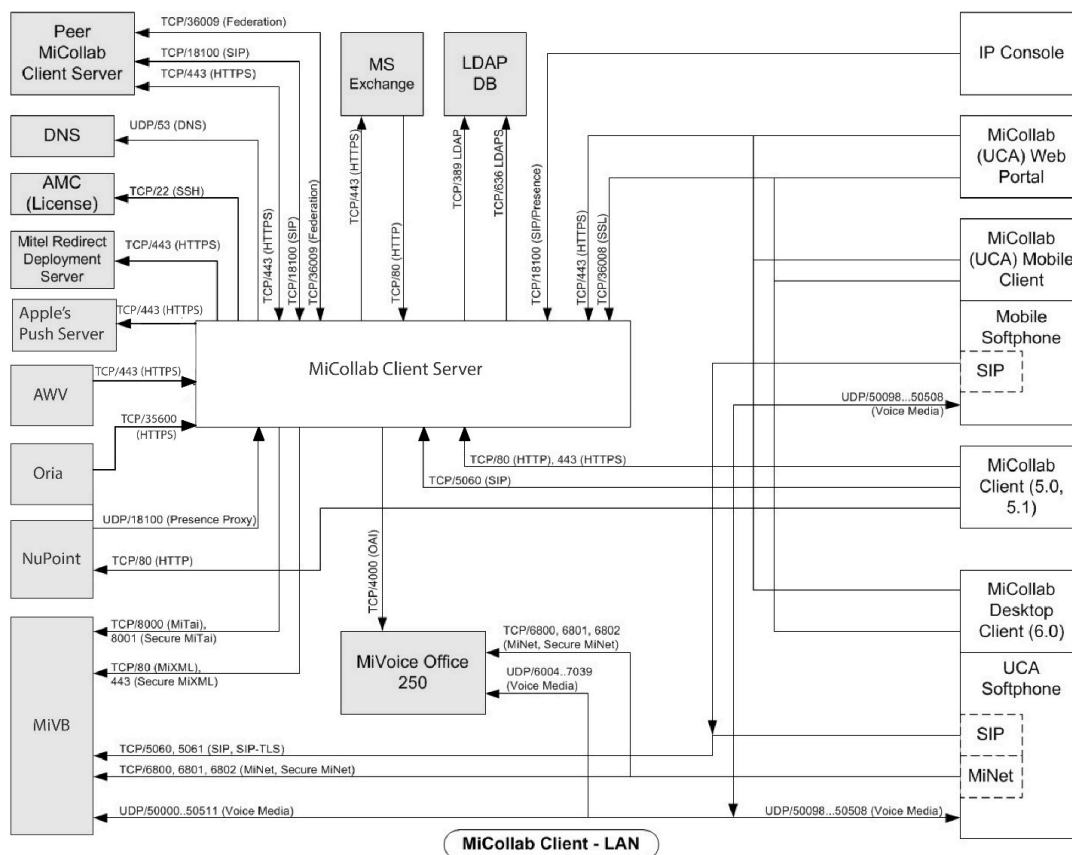 Peer
MiCollab
Client Server
TCP/36009 (Federation)
TCP/18100 (SIP)
TCP/443 (HTTPS)
MS
Exchange
LDAP
DB
IP Console
DNS
UDP/53 (DNS)
MiCollab
(UCA) Web
Portal
AMC
(License)
TCP/22 (SSH)
Mitel Redirect
Deployment
Server
TCP/443 (HTTPS)
MiCollab
(UCA) Mobile
Client
Apple's
Push Server
TCP/443 (HTTPS)
TCP/443 (HTTPS)
TCP/18100 (SIP)
TCP/36009 (Federation)
TCP/443 (HTTPS)
TCP/80 (HTTP)
TCP/389 LDAP
TCP/636 LDAPS
TCP/18100 (SIP/Presence)
TCP/443 (HTTPS)
TCP/36008 (SSL)
Mobile
Softphone
SIP
MiCollab Client Server
AWV
TCP/443 (HTTPS)
UDP/50098...50508
(Voice Media)
Oria
TCP/35600
(HTTPS)
TCP/80 (HTTP), 443 (HTTPS)
TCP/5060 (SIP)
MiCollab
Client (5.0,
5.1)
NuPoint
UDP/18100 (Presence Proxy)
TCP/80 (HTTP)
TCP/4000 (OAI)
MiCollab
Desktop
Client (6.0)
MiVB
TCP/8000 (MiTai),
8001 (Secure MiTai)
TCP/80 (MiXML),
443 (Secure MiXML)
MiVoice Office
250
TCP/6800, 6801, 6802
(MiNet, Secure MiNet)
UDP/6004..7039
(Voice Media)
UCA
Softphone
SIP
MiNet
TCP/5060, 5061 (SIP, SIP-TLS)
TCP/6800, 6801, 6802 (MiNet, Secure MiNet)
UDP/50000..50511 (Voice Media)
UDP/50098...50508 (Voice Media)
MiCollab Client - LAN